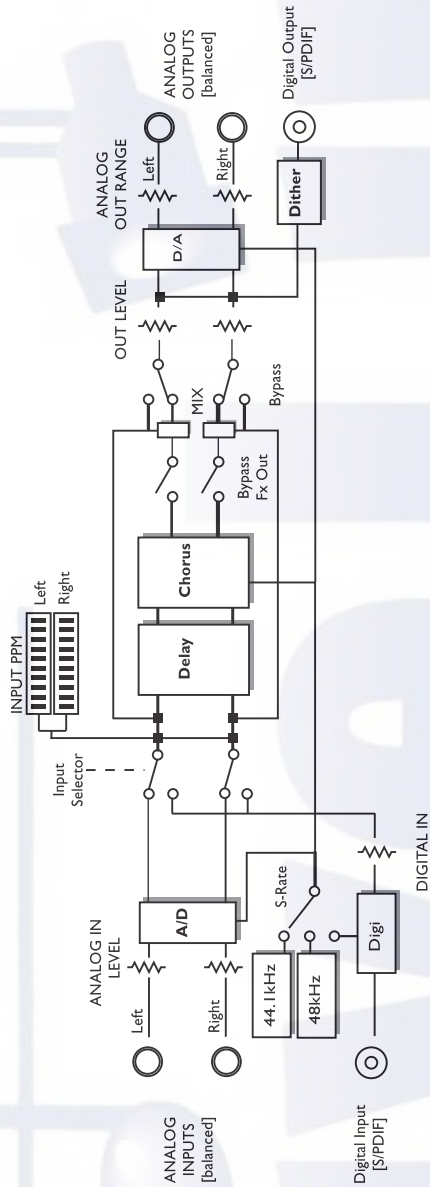 ANALOG
INPUTS
[balanced]
Left
Right
ANALOG IN
LEVEL
A/D
Digital Input
[S/PDIF]
44.1kHz
48kHz
S-Rate
Digi
DIGITAL IN
Input
Selector
INPUT PPM
Left
Right
Delay
Chorus
Bypass
Fx Out
MIX
Bypass
OUT LEVEL
D/A
ANALOG
OUT RANGE
Left
Right
Dither
ANALOG
OUTPUTS
[balanced]
Digital Output
[S/PDIF]